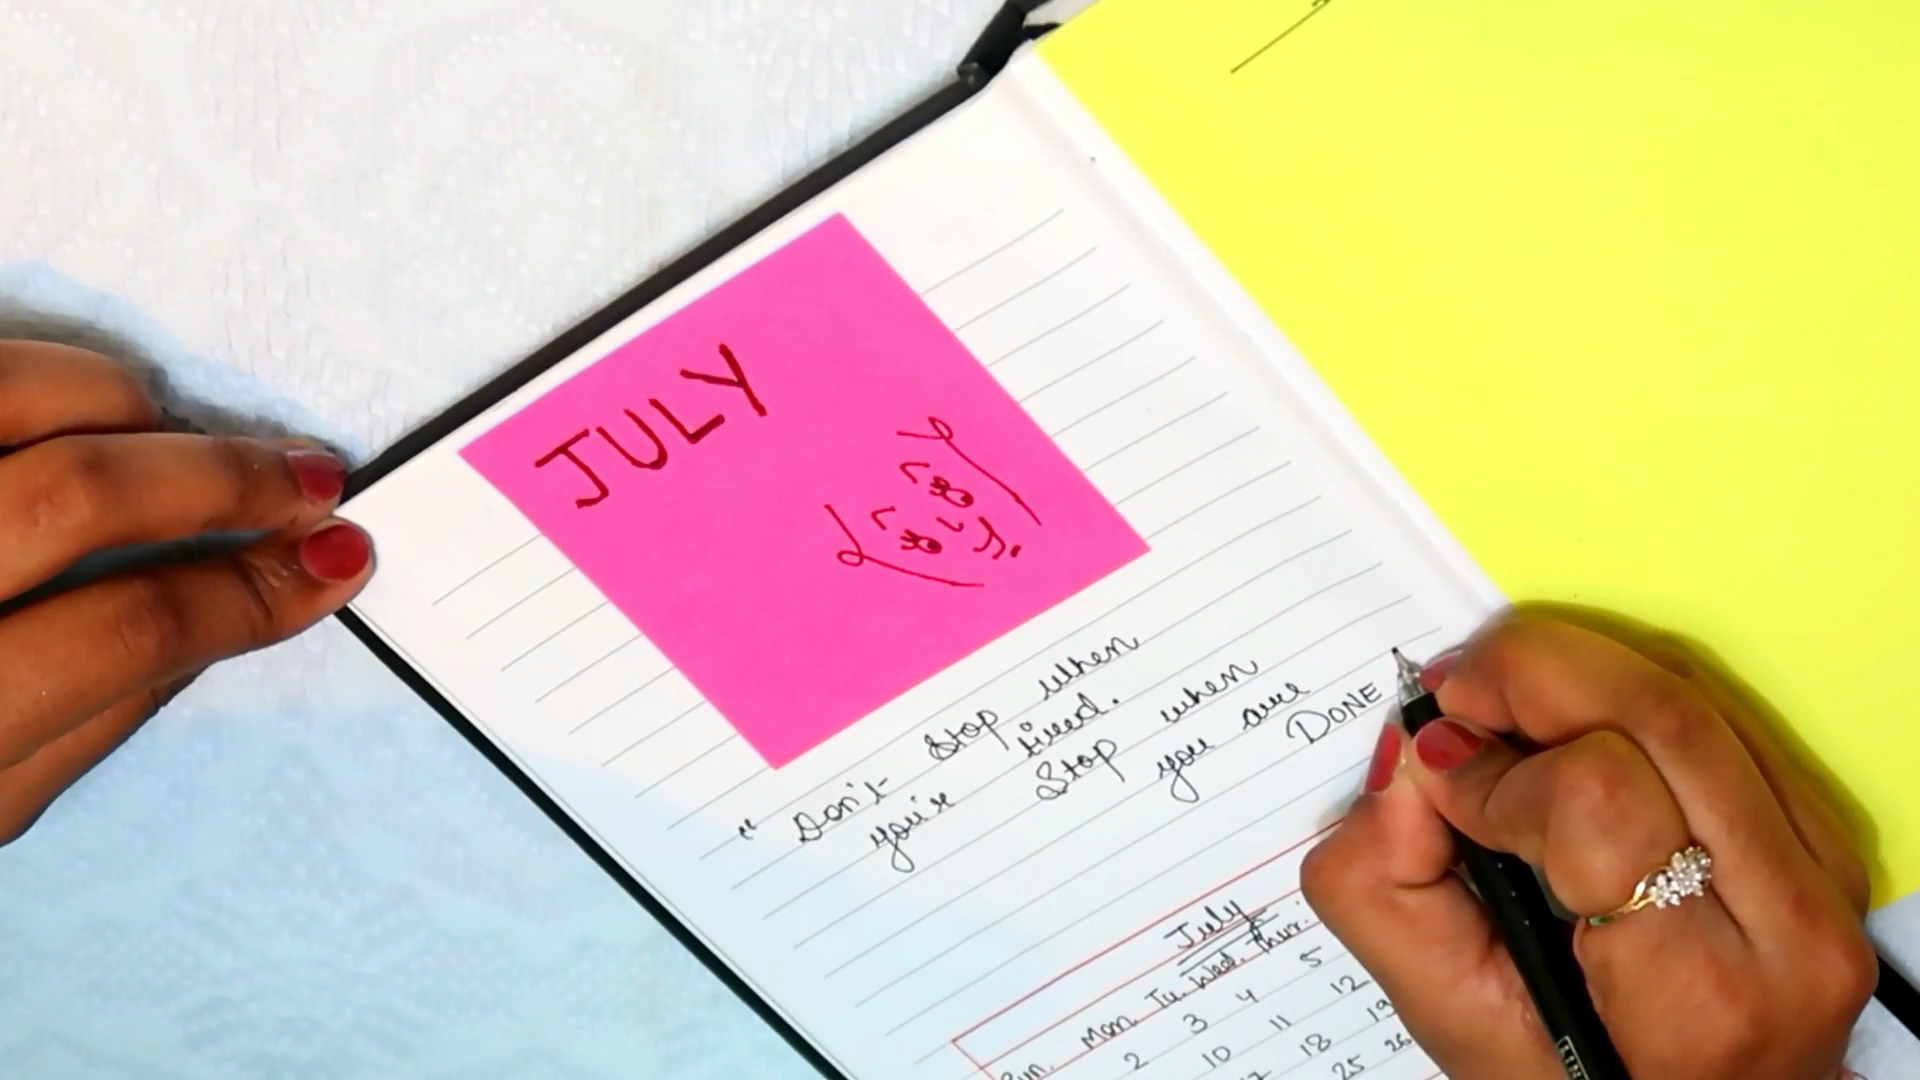 JULY
" Don't Stop when
you're tired.
Stop when
you are
DONE
July
Sun. Mon Tu. Wed. Thur.
2 3 4 5
10 11 12
18 19
25 26